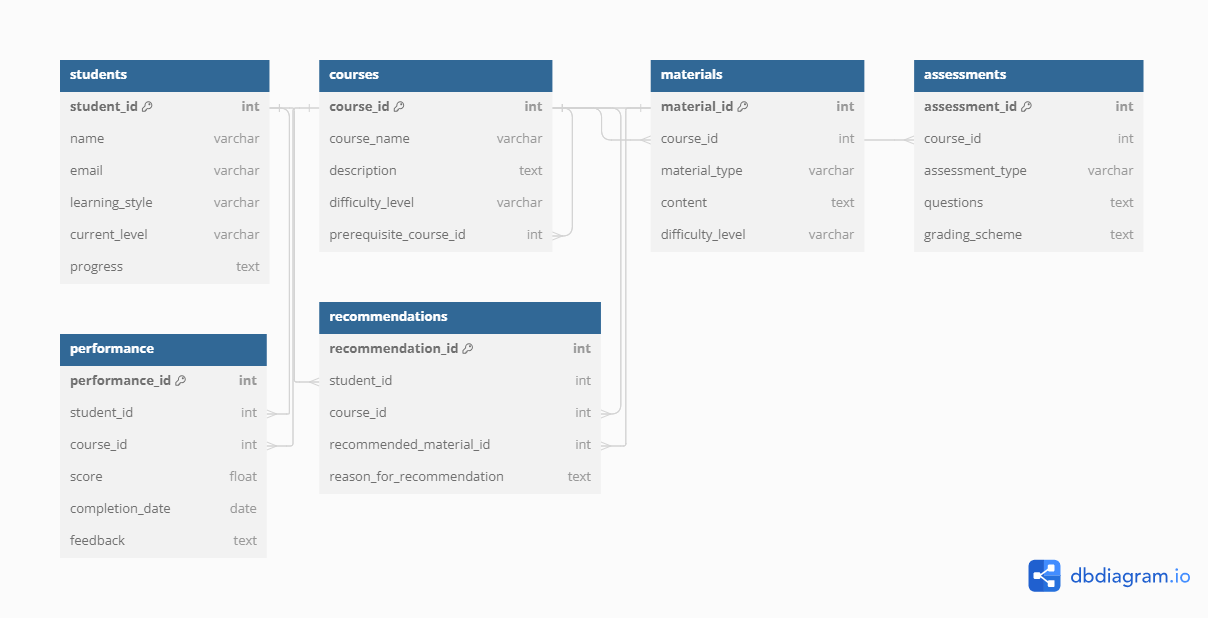 students
student_id int
name varchar
email varchar
learning_style varchar
current_level varchar
progress text
courses
course_id int
course_name varchar
description text
difficulty_level varchar
prerequisite_course_id int
materials
material_id int
course_id int
material_type varchar
content text
difficulty_level varchar
assessments
assessment_id int
course_id int
assessment_type varchar
questions text
grading_scheme text
performance
performance_id int
student_id int
course_id int
score float
completion_date date
feedback text
recommendations
recommendation_id int
student_id int
course_id int
recommended_material_id int
reason_for_recommendation text
dbdiagram.io